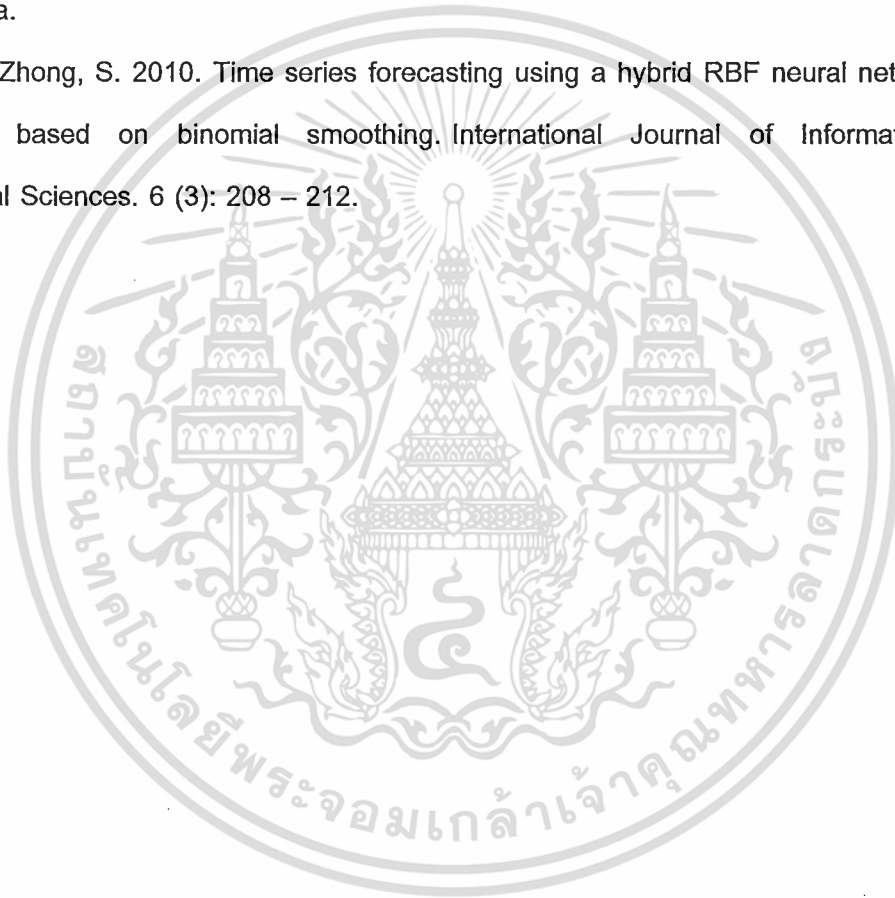 a.
Zhong, S. 2010. Time series forecasting using a hybrid RBF neural net
based on binomial smoothing. International Journal of Informa
al Sciences. 6 (3): 208 – 212.
สถาบันเทคโนโลยีพระจอมเกล้าเจ้าคุณทหารลาดกระบัง
๔